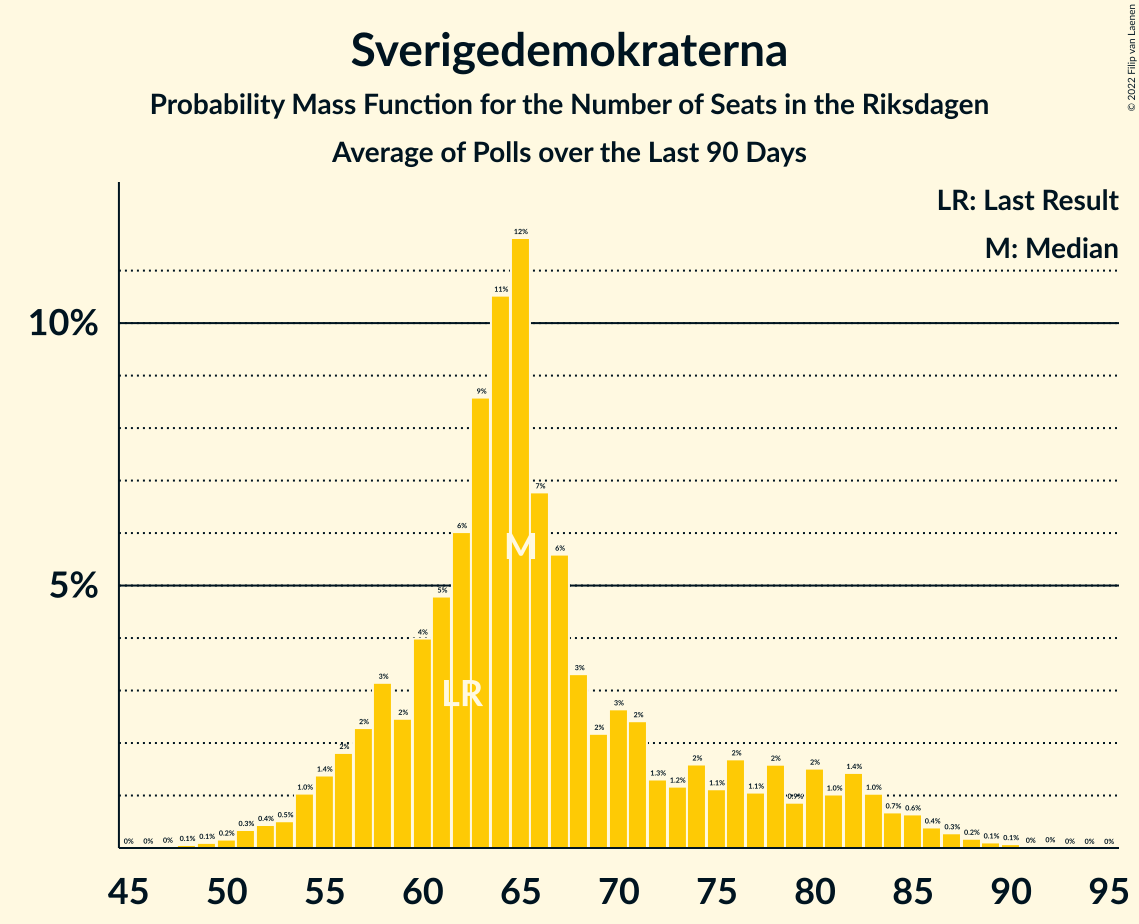 Sverigedemokraterna
Probability Mass Function for the Number of Seats in the Riksdagen
Average of Polls over the Last 90 Days
© 2022 Filip van Laenen
LR: Last Result
M: Median
10%
5%
0% 0% 0% 0.1% 0.1% 0.2% 0.3% 0.4% 0.5% 1.0% 1.4% 2% 2% 3% 2% 4% 5% 6% 9% 11% 12% 7% 6% 3% 2% 3% 2% 1.3% 1.2% 2% 1.1% 2% 1.1% 2% 0.9% 2% 1.0% 1.4% 1.0% 0.7% 0.6% 0.4% 0.3% 0.2% 0.1% 0.1% 0% 0% 0% 0% 0%
M
LR
45 50 55 60 65 70 75 80 85 90 95